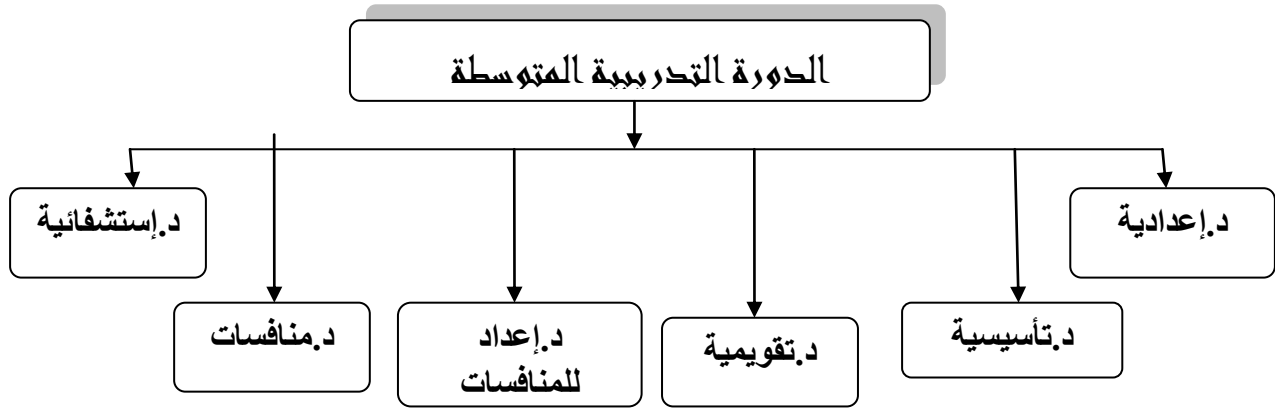 الدورة التدريبية المتوسطة
د.إعدادية
د.تأسيسية
د.تقويمية
د.إعداد
للمنافسات
د.منافسات
د.إستشفائية